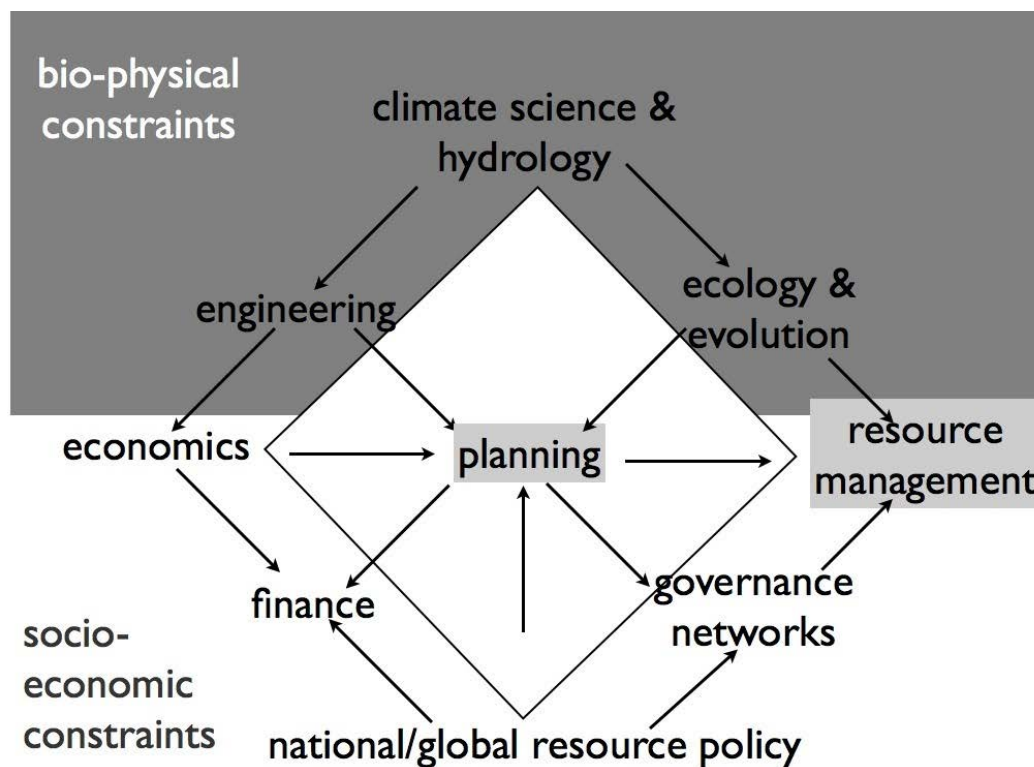 bio-physical
constraints
climate science &
hydrology
engineering
ecology &
evolution
economics
planning
resource
management
finance
governance
networks
socio-
economic
constraints
national/global resource policy